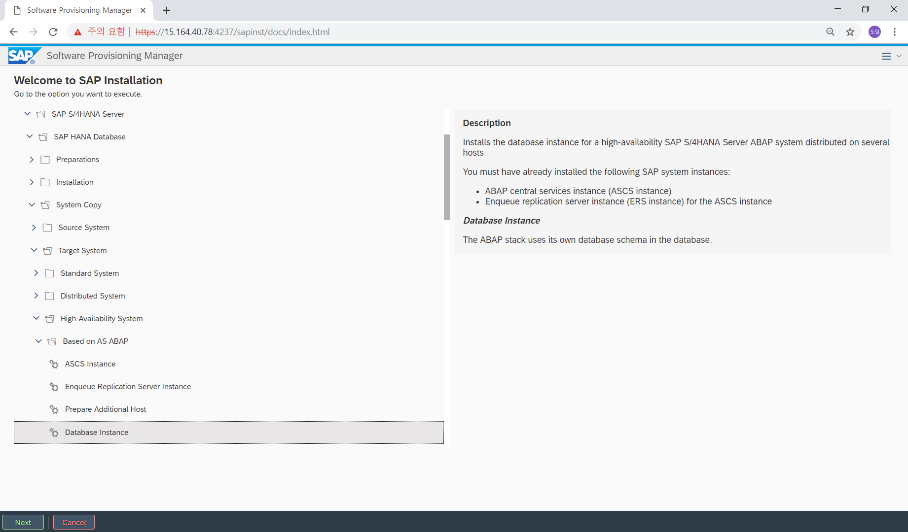 Software Provisioning Manager
주의 요함 | https://15.164.40.78:4237/sapinst/docs/index.html
SAP Software Provisioning Manager
Welcome to SAP Installation
Go to the option you want to execute.
SAP S/4HANA Server
SAP HANA Database
Preparations
Installation
System Copy
Source System
Target System
Standard System
Distributed System
High-Availability System
Based on AS ABAP
ASCS Instance
Enqueue Replication Server Instance
Prepare Additional Host
Database Instance
Description
Installs the database instance for a high-availability SAP S/4HANA Server ABAP system distributed on several
hosts
You must have already installed the following SAP system instances:
• ABAP central services instance (ASCS instance)
• Enqueue replication server instance (ERS instance) for the ASCS instance
Database Instance
The ABAP stack uses its own database schema in the database.
Next
Cancel